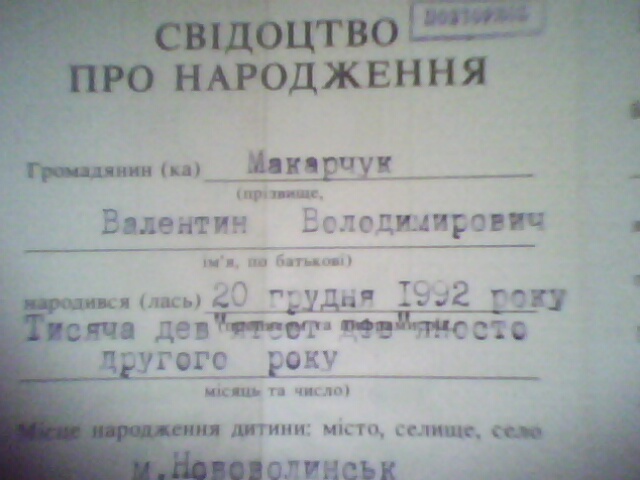 ПОВТОРНЕ
СВІДОЦТВО
ПРО НАРОДЖЕННЯ
Громадянин (ка) Макарчук
(прізвище,
Валентин Володимирович
ім'я, по батькові)
народився (лась) 20 грудня 1992 року
Тисяча дев"ятсот дев"яносто
другого року
місяць та число)
Місце народження дитини: місто, селище, село
м.Нововолинськ